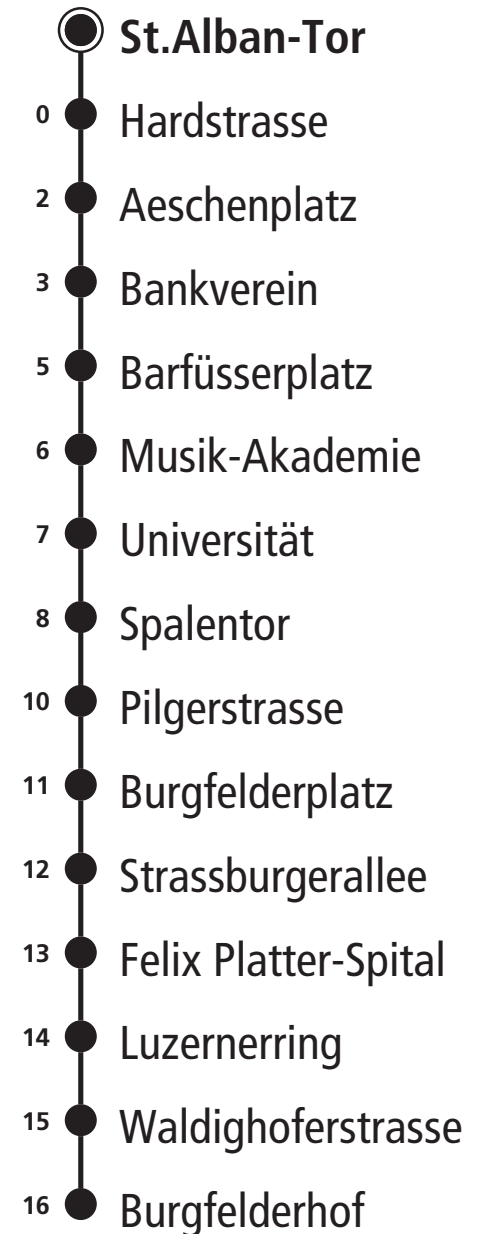 St.Alban-Tor
0 Hardstrasse
2 Aeschenplatz
3 Bankverein
5 Barfüsserplatz
6 Musik-Akademie
7 Universität
8 Spalentor
10 Pilgerstrasse
11 Burgfelderplatz
12 Strassburgerallee
13 Felix Platter-Spital
14 Luzernerring
15 Waldighoferstrasse
16 Burgfelderhof